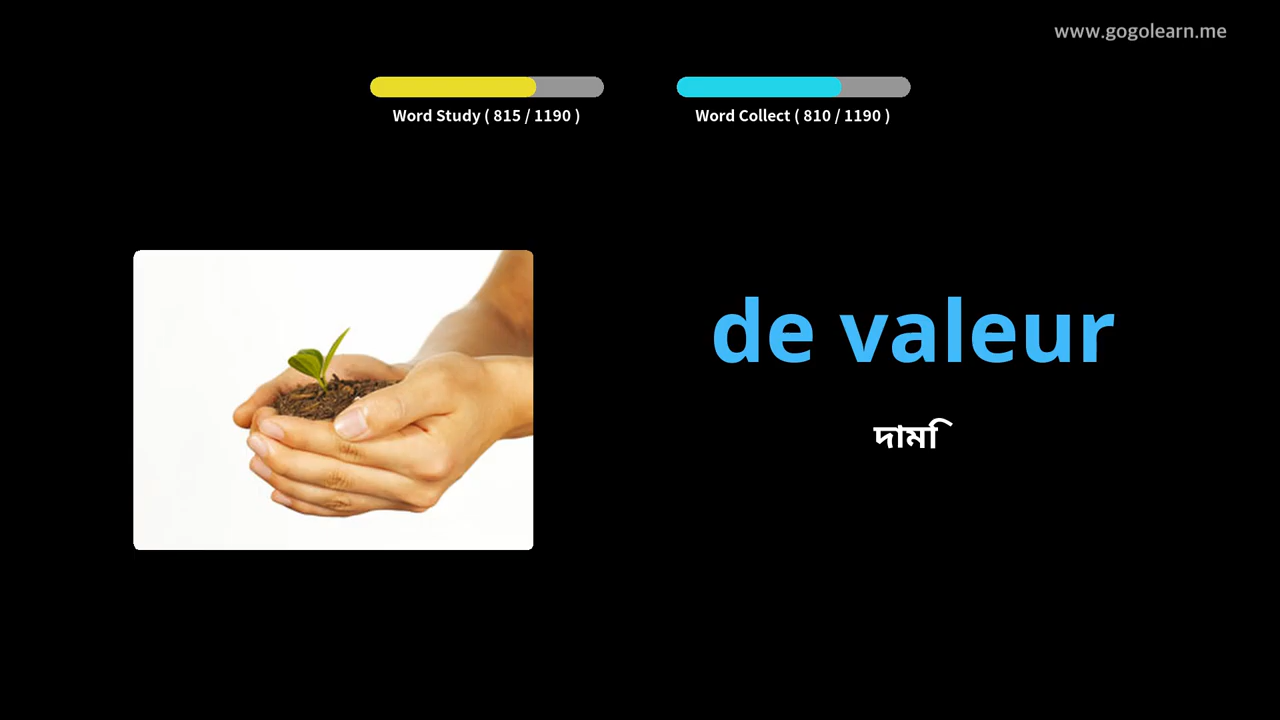 www.gogolearn.me
Word Study ( 815 / 1190 )
Word Collect ( 810 / 1190 )
de valeur
দামি